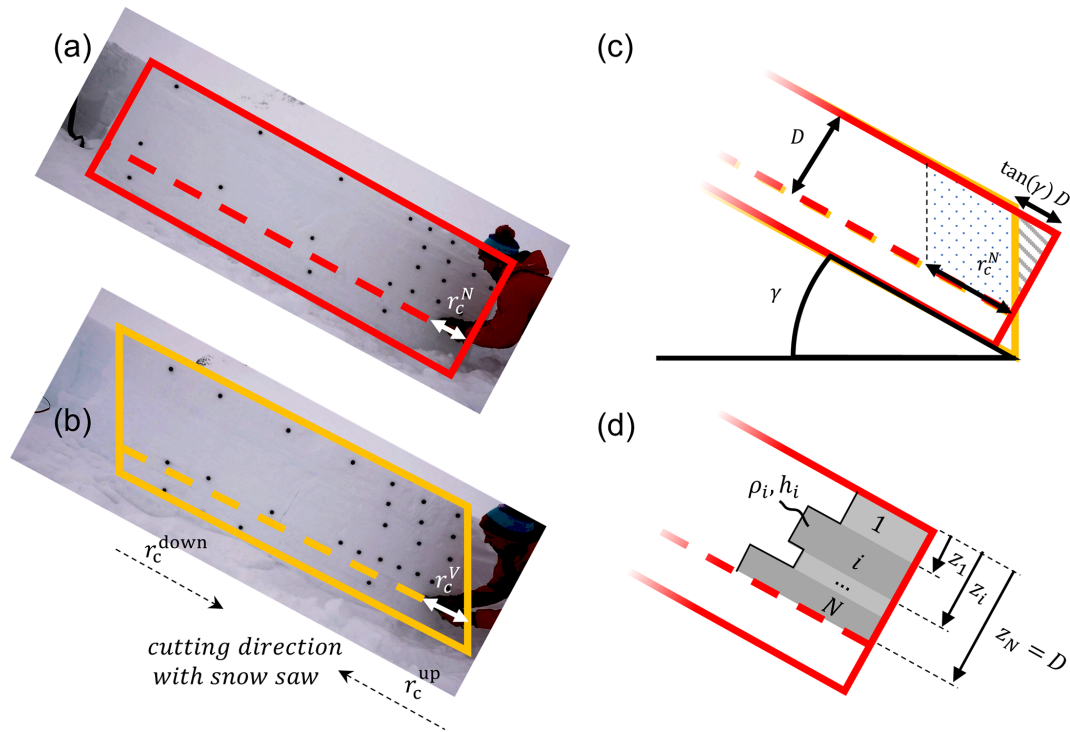 (a)
r_c^N
(b)
r_c^V
r_c^down
cutting direction
with snow saw
r_c^up
(c)
D
tan(γ) D
r_c^N
γ
(d)
ρ_i, h_i
1
i
...
N
z_1
z_i
z_N = D